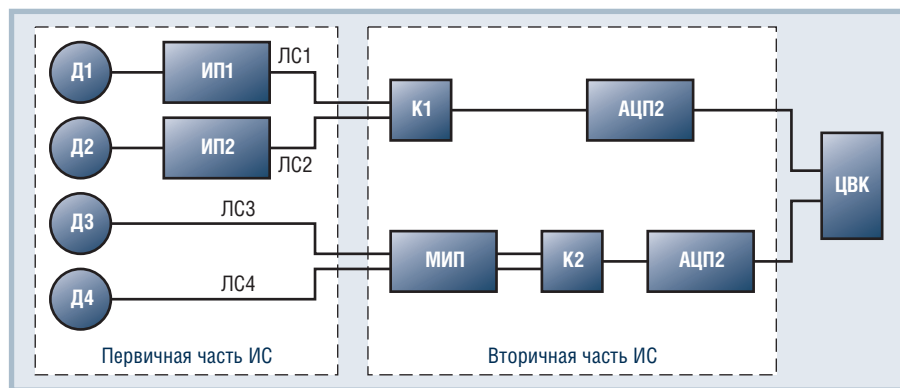 Д1
ИП1
ЛС1
К1
АЦП2
Д2
ИП2
ЛС2
ЦВК
Д3
ЛС3
МИП
К2
АЦП2
Д4
ЛС4
Первичная часть ИС
Вторичная часть ИС